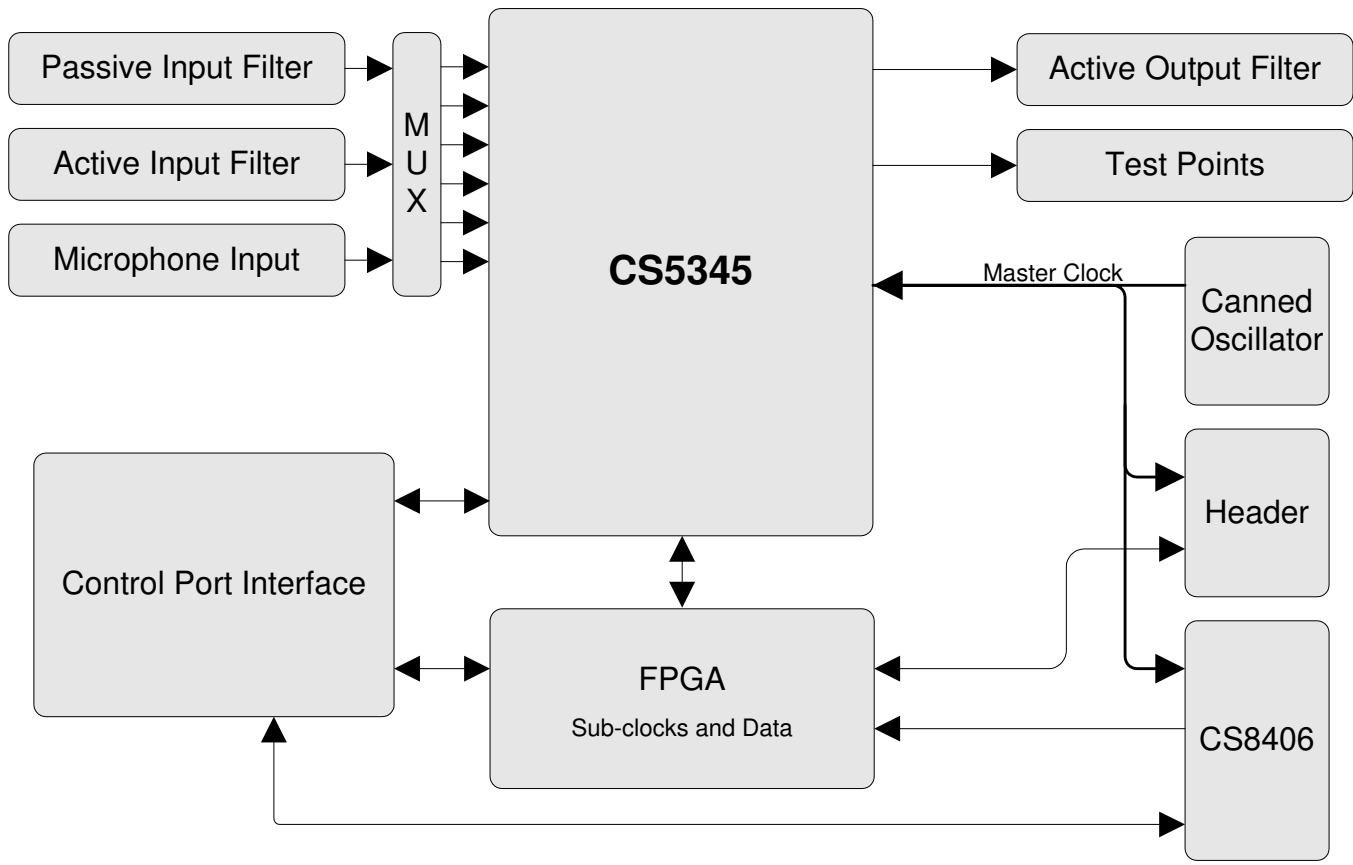 Passive Input Filter
Active Input Filter
Microphone Input
M
U
X
CS5345
Active Output Filter
Test Points
Master Clock
Canned
Oscillator
Header
Control Port Interface
FPGA
Sub-clocks and Data
CS8406